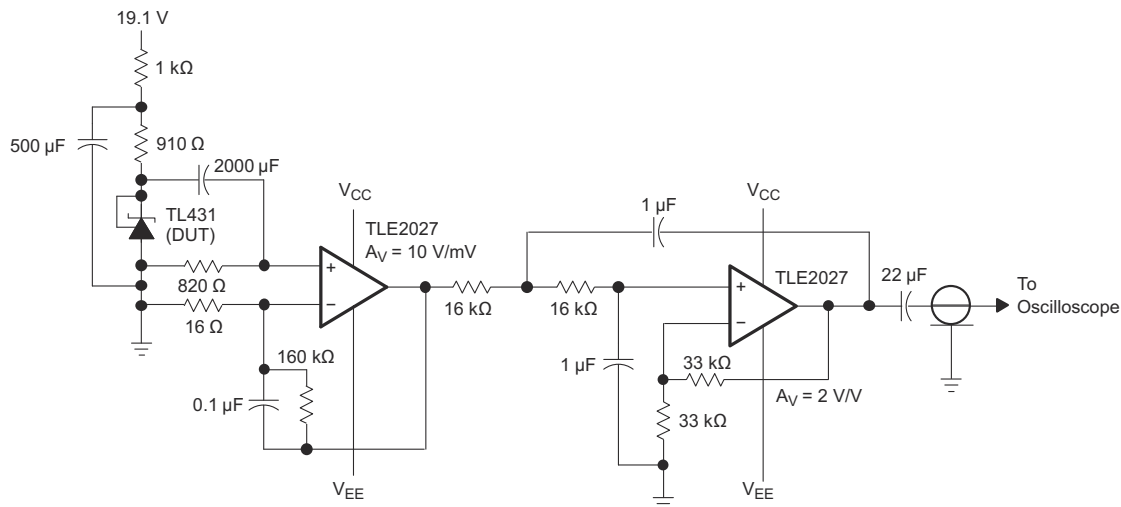 19.1 V
1 kΩ
500 µF
910 Ω
2000 µF
TL431
(DUT)
820 Ω
16 Ω
160 kΩ
0.1 µF
VCC
TLE2027
AV = 10 V/mV
+
−
VEE
16 kΩ
16 kΩ
1 µF
1 µF
VCC
TLE2027
+
−
33 kΩ
AV = 2 V/V
33 kΩ
VEE
22 µF
To
Oscilloscope